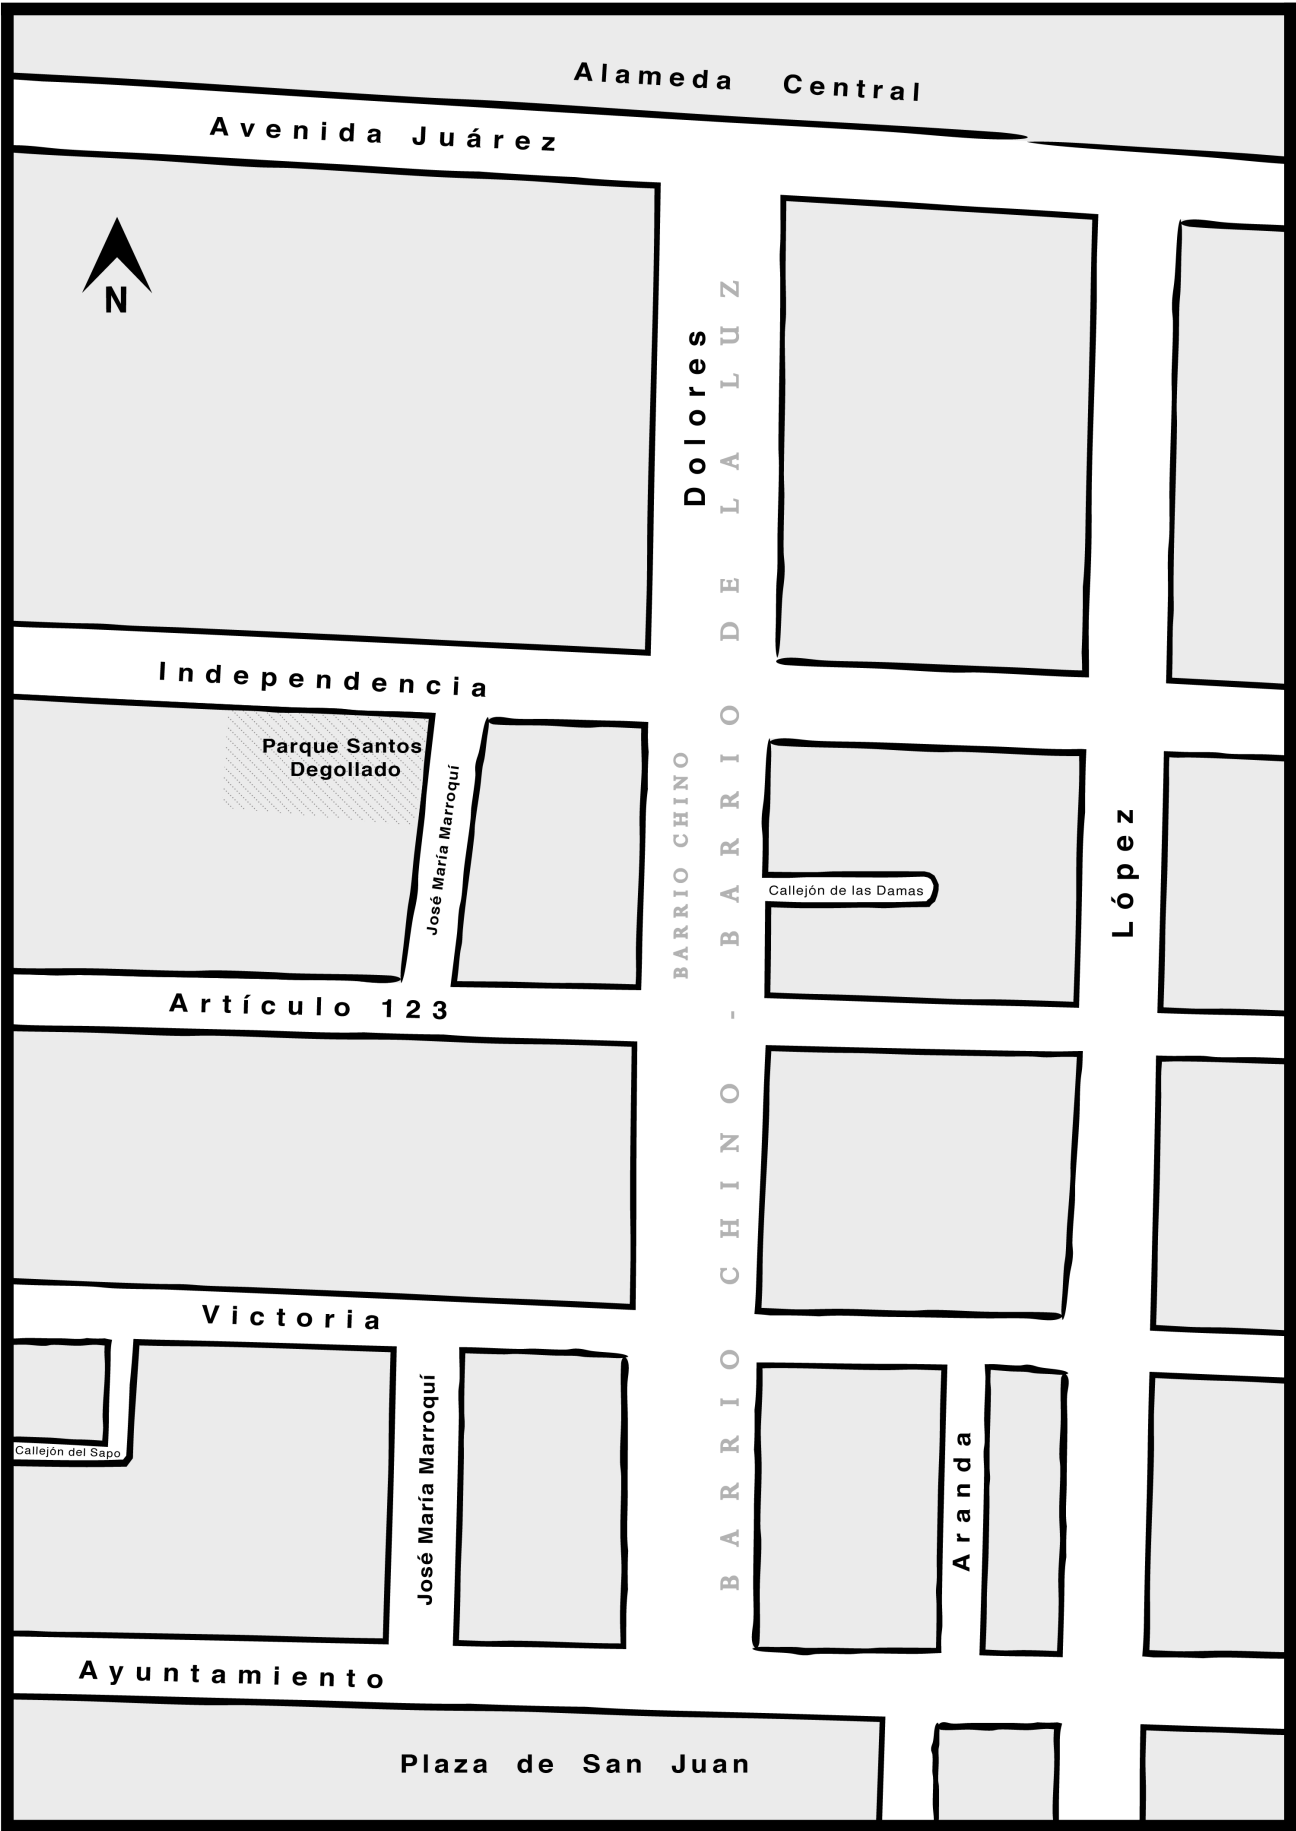 Alameda Central
Avenida Juárez
N
Dolores
BARRIO CHINO - BARRIO DE LA LUZ
Independencia
Parque Santos
Degollado
José María Marroquí
BARRIO CHINO
Callejón de las Damas
López
Artículo 123
Victoria
Callejón del Sapo
José María Marroquí
Aranda
Ayuntamiento
Plaza de San Juan